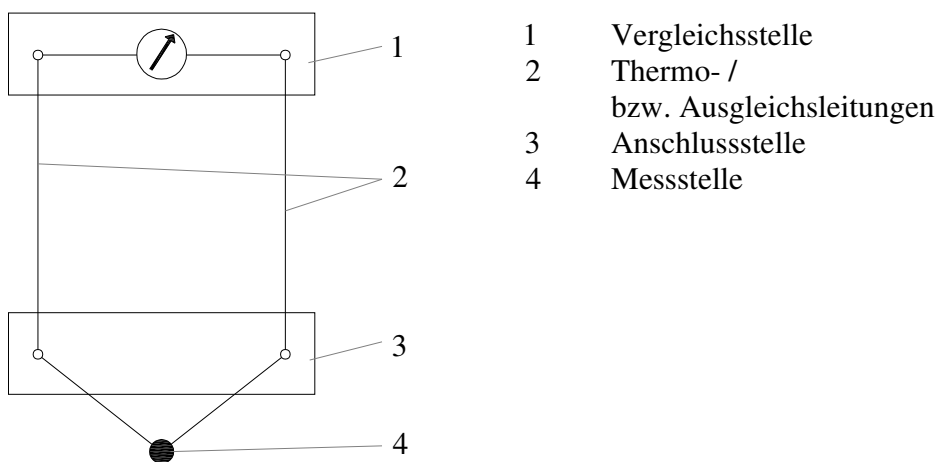 1
2
3
4
1 Vergleichsstelle
2 Thermo- /
bzw. Ausgleichsleitungen
3 Anschlussstelle
4 Messstelle